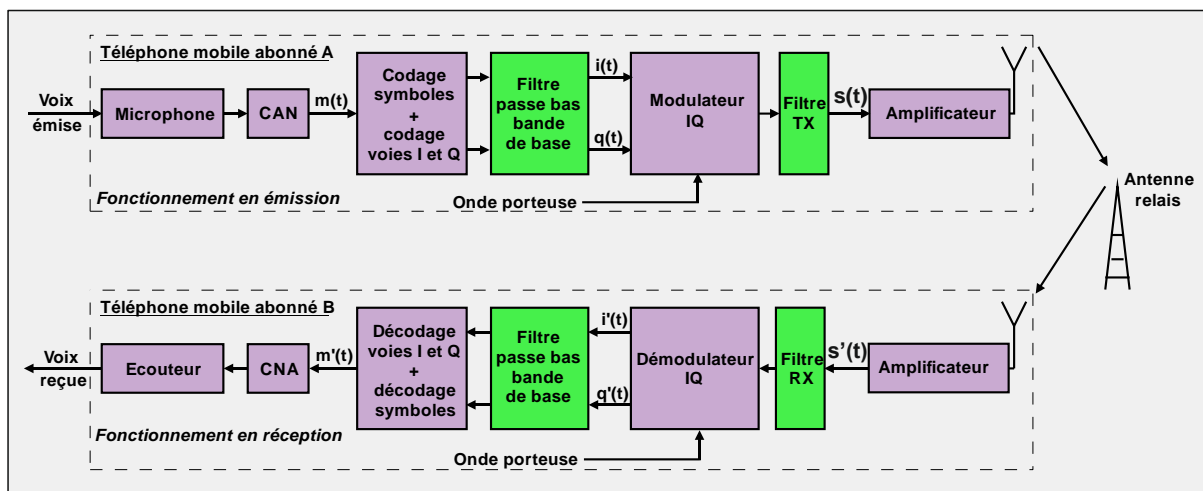 Téléphone mobile abonné A
Voix
émise
Microphone
CAN
m(t)
Codage
symboles
+
codage
voies I et Q
Filtre
passe bas
bande
de base
i(t)
q(t)
Modulateur
IQ
Filtre
TX
s(t)
Amplificateur
Fonctionnement en émission
Onde porteuse
Antenne
relais
Téléphone mobile abonné B
Voix
reçue
Ecouteur
CNA
m'(t)
Décodage
voies I et Q
+
décodage
symboles
Filtre
passe bas
bande
de base
i'(t)
q'(t)
Démodulateur
IQ
Filtre
RX
s’(t)
Amplificateur
Fonctionnement en réception
Onde porteuse